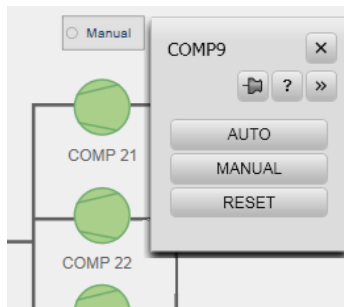 Manual
COMP9
?
»
AUTO
MANUAL
RESET
COMP 21
COMP 22